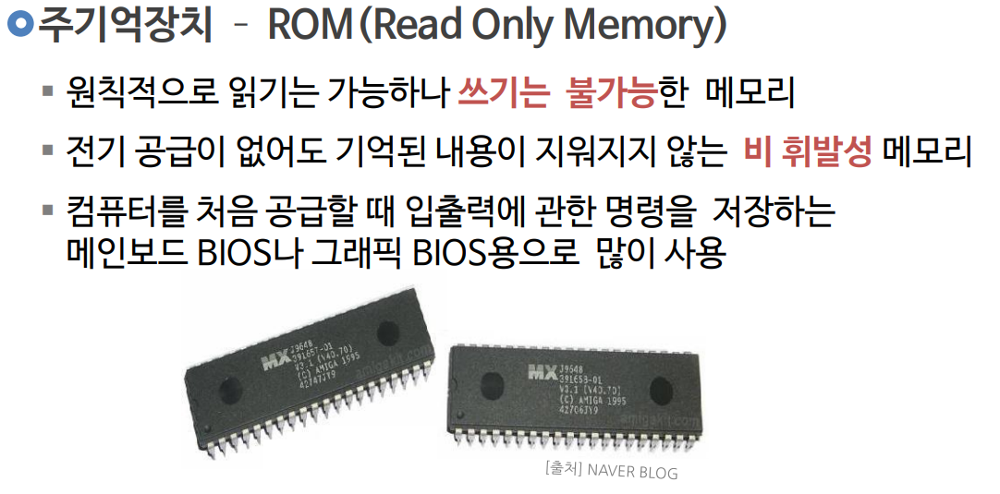 주기억장치 - ROM(Read Only Memory)
▪ 원칙적으로 읽기는 가능하나 쓰기는 불가능한 메모리
▪ 전기 공급이 없어도 기억된 내용이 지워지지 않는 비 휘발성 메모리
▪ 컴퓨터를 처음 공급할 때 입출력에 관한 명령을 저장하는
메인보드 BIOS나 그래픽 BIOS용으로 많이 사용
MX
J9648
391657-01
V3.1 (V40.70)
(C) AMIGA 1995
42747JY9
amigakit.com
MX
J9648
391658-01
V3.1 (V40.70)
(C) AMIGA 1995
42706JY9
amigakit.com
[출처] NAVER BLOG